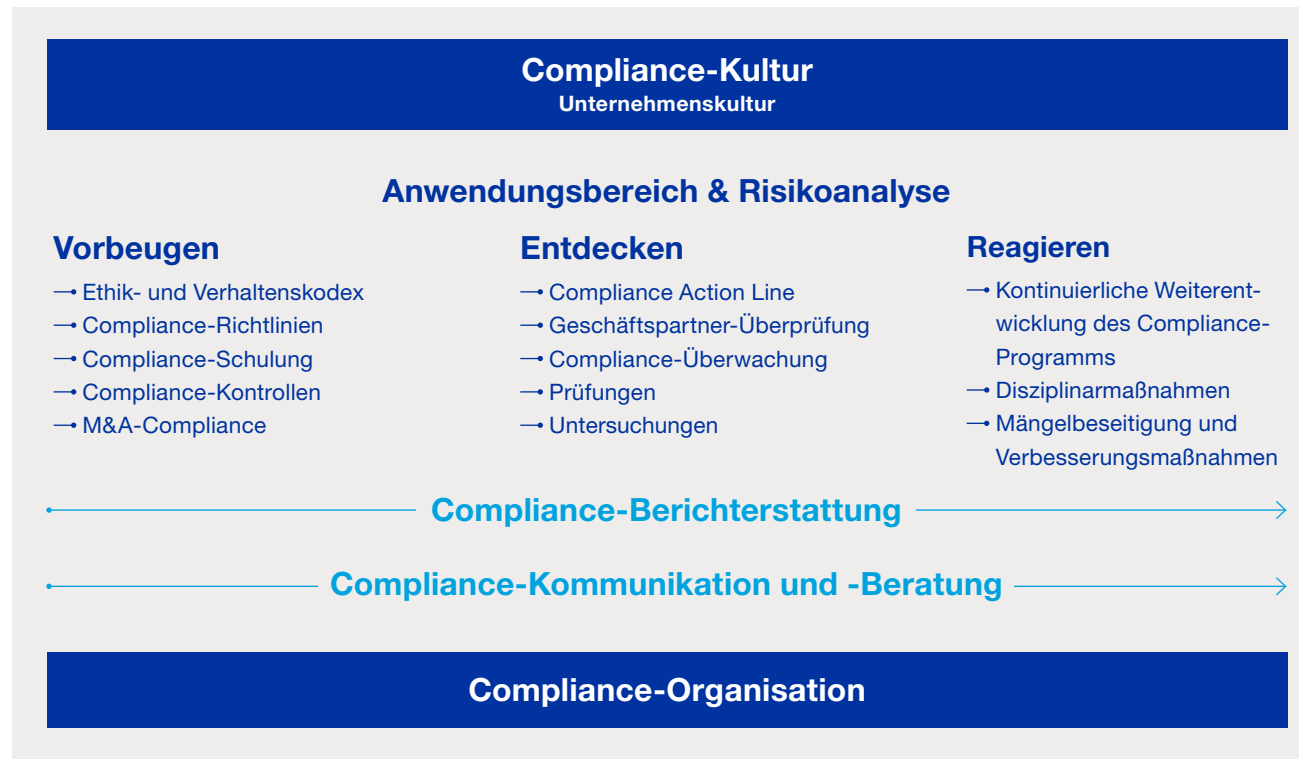 Compliance-Kultur
Unternehmenskultur
Anwendungsbereich & Risikoanalyse
Vorbeugen
Ethik- und Verhaltenskodex
Compliance-Richtlinien
Compliance-Schulung
Compliance-Kontrollen
M&A-Compliance
Entdecken
Compliance Action Line
Geschäftspartner-Überprüfung
Compliance-Überwachung
Prüfungen
Untersuchungen
Reagieren
Kontinuierliche Weiterent-
wicklung des Compliance-
Programms
Disziplinarmaßnahmen
Mängelbeseitigung und
Verbesserungsmaßnahmen
Compliance-Berichterstattung
Compliance-Kommunikation und -Beratung
Compliance-Organisation